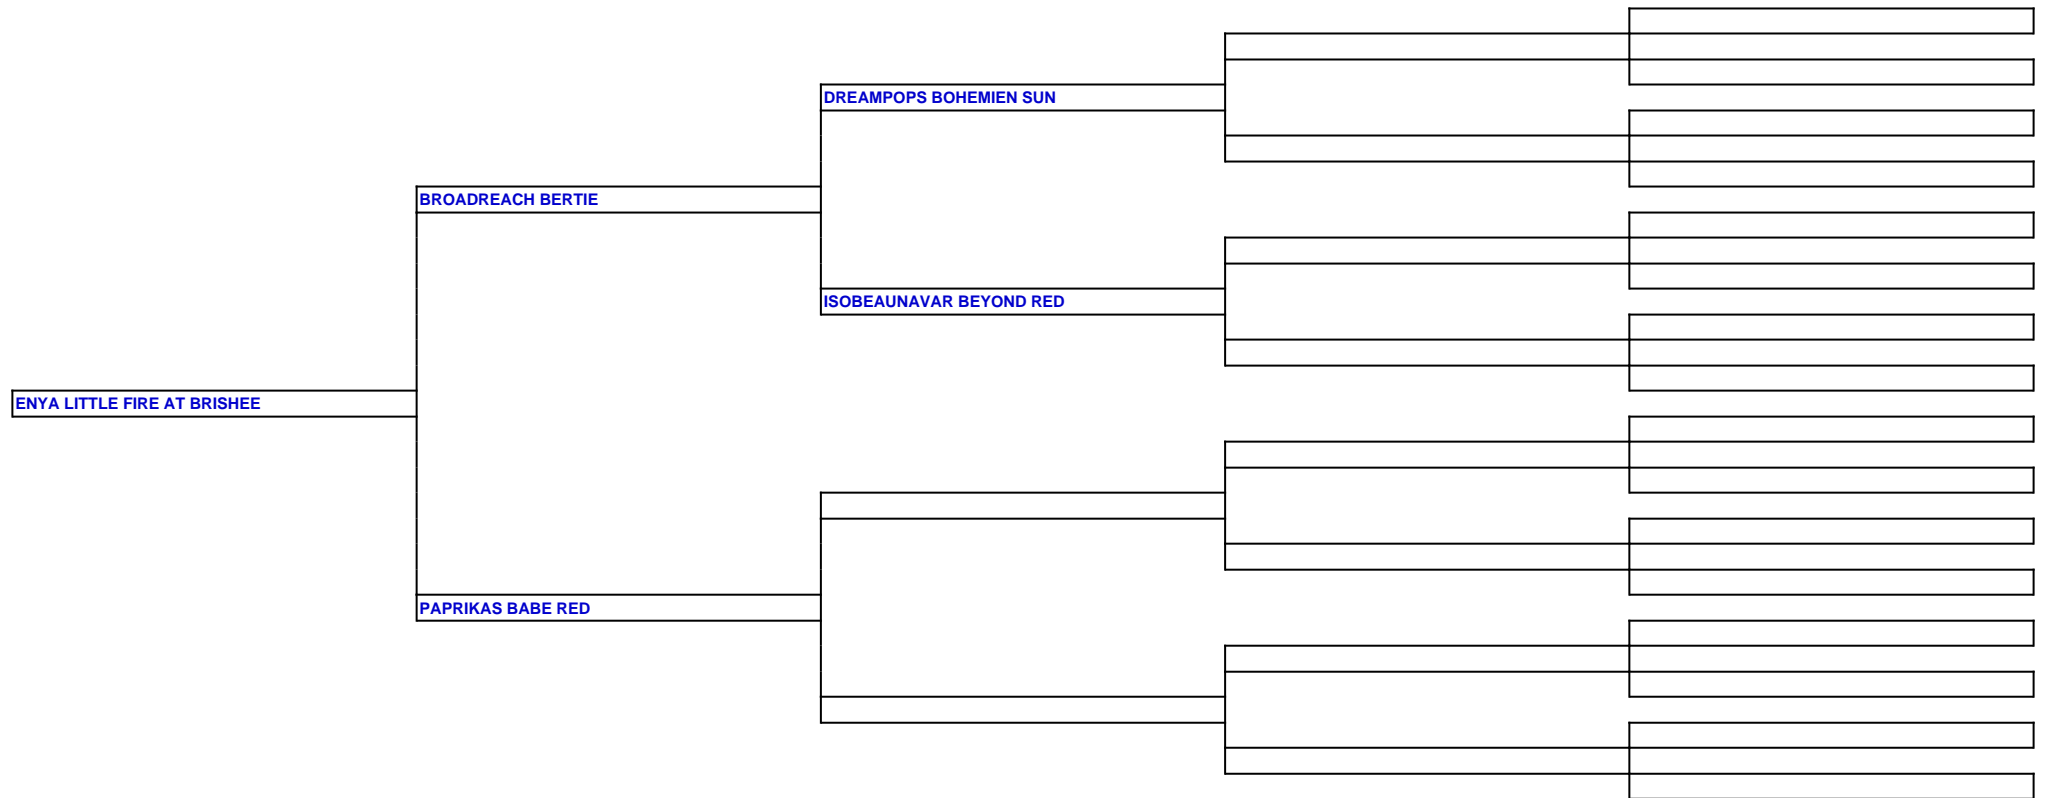 DREAMPOPS BOHEMIEN SUN
BROADREACH BERTIE
ISOBEAUNAVAR BEYOND RED
ENYA LITTLE FIRE AT BRISHEE
PAPRIKAS BABE RED